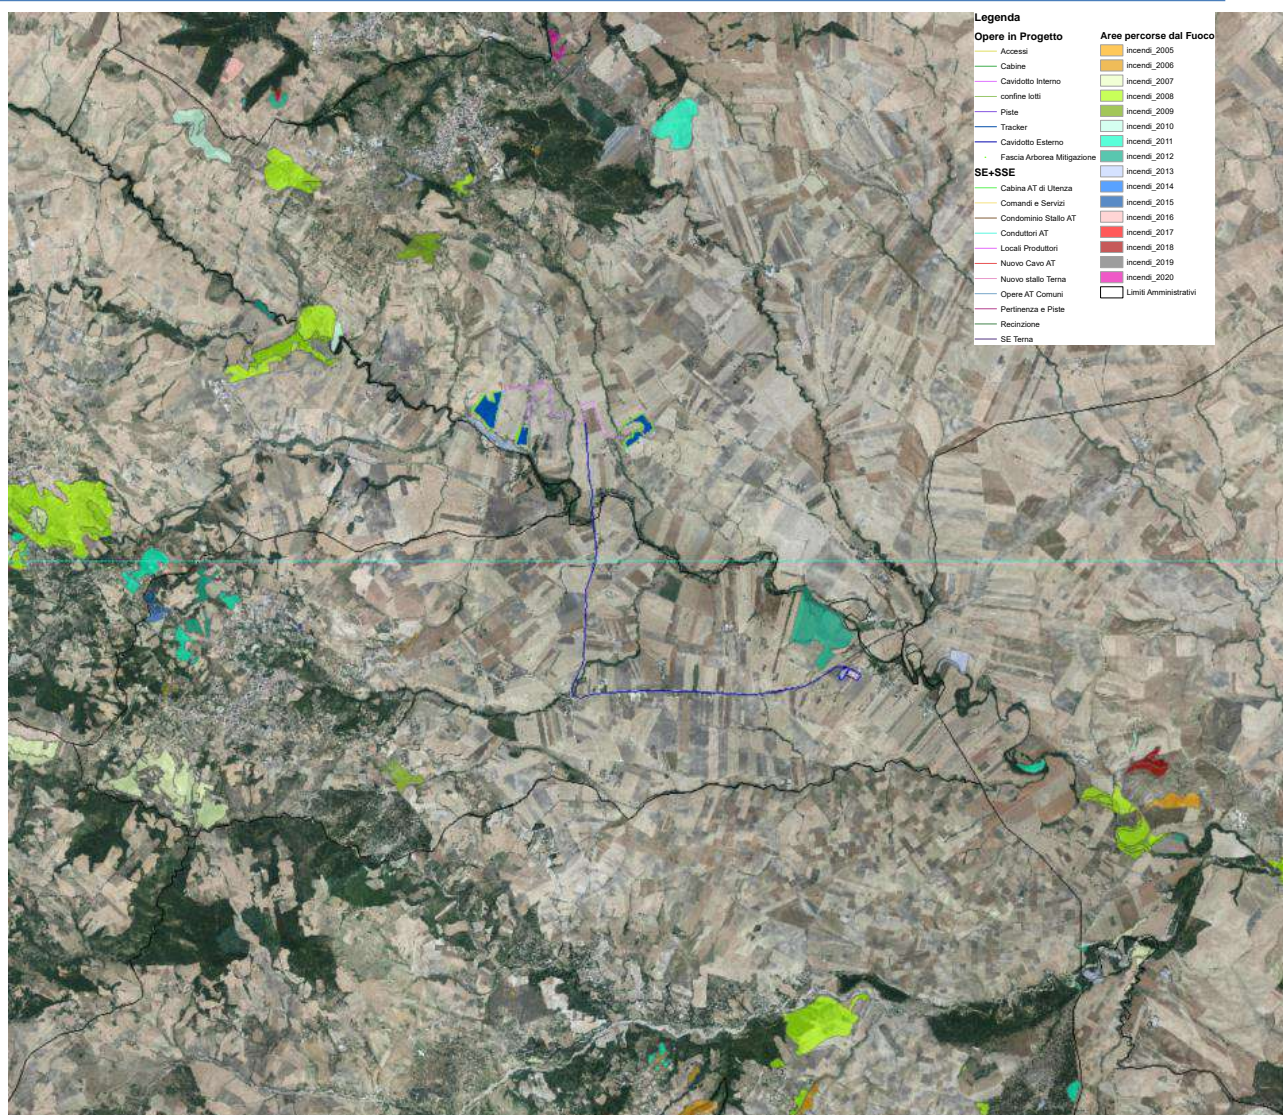 Legenda
Opere in Progetto
Accessi
Cabine
Cavidotto Interno
confine lotti
Piste
Tracker
Cavidotto Esterno
Fascia Arborea Mitigazione
SE+SSE
Cabina AT di Utenza
Comandi e Servizi
Condominio Stallo AT
Conduttori AT
Locali Produttori
Nuovo Cavo AT
Nuovo stallo Terna
Opere AT Comuni
Pertinenza e Piste
Recinzione
SE Terna
Aree percorse dal Fuoco
incendi_2005
incendi_2006
incendi_2007
incendi_2008
incendi_2009
incendi_2010
incendi_2011
incendi_2012
incendi_2013
incendi_2014
incendi_2015
incendi_2016
incendi_2017
incendi_2018
incendi_2019
incendi_2020
Limiti Amministrativi